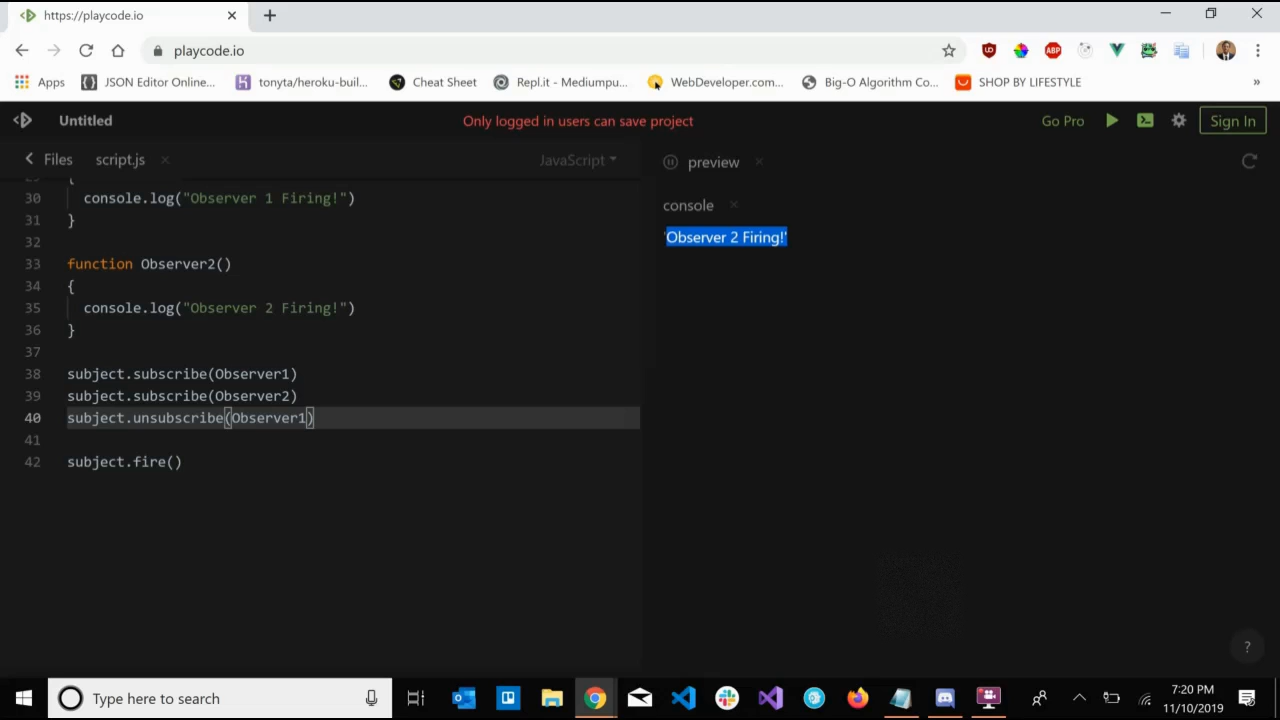 https://playcode.io
playcode.io
Apps
JSON Editor Online...
tonyta/heroku-buil...
Cheat Sheet
Repl.it - Mediumpu...
WebDeveloper.com...
Big-O Algorithm Co...
SHOP BY LIFESTYLE
»
Untitled
Only logged in users can save project
Go Pro
Sign In
Files
script.js
JavaScript
preview
console
30 console.log("Observer 1 Firing!")
31 }
32
33 function Observer2()
34 {
35 console.log("Observer 2 Firing!")
36 }
37
38 subject.subscribe(Observer1)
39 subject.subscribe(Observer2)
40 subject.unsubscribe(Observer1)
41
42 subject.fire()
'Observer 2 Firing!'
?
Type here to search
7:20 PM
11/10/2019